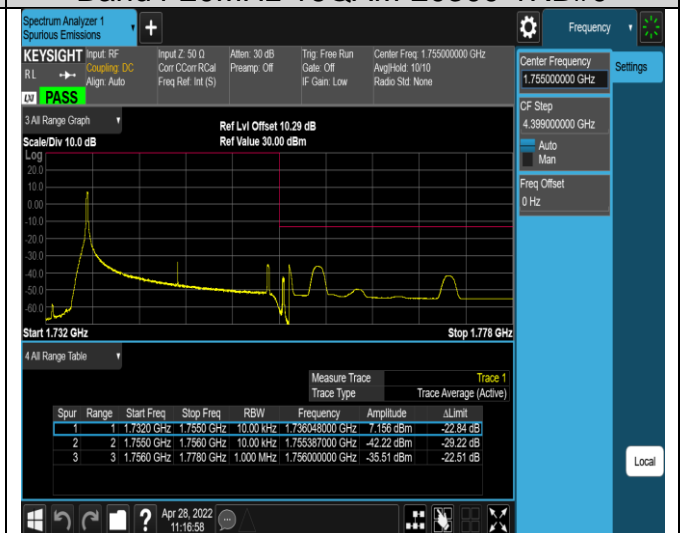 Spectrum Analyzer 1
Spurious Emissions
+
Frequency
KEYSIGHT
RL
LXI
PASS
Input: RF
Coupling: DC
Align: Auto
Input Z: 50 Ω
Corr CCorr RCal
Freq Ref: Int (S)
Atten: 30 dB
Preamp: Off
Trig: Free Run
Gate: Off
IF Gain: Low
Center Freq: 1.755000000 GHz
Avg|Hold: 10/10
Radio Std: None
Center Frequency
1.755000000 GHz
Settings
CF Step
4.399000000 GHz
Auto
Man
Freq Offset
0 Hz
3 All Range Graph
Scale/Div 10.0 dB
Ref Lvl Offset 10.29 dB
Ref Value 30.00 dBm
Log
20.0
10.0
0.00
-10.0
-20.0
-30.0
-40.0
-50.0
-60.0
Start 1.732 GHz
Stop 1.778 GHz
4 All Range Table
Measure Trace Trace 1
Trace Type Trace Average (Active)
Spur Range Start Freq Stop Freq RBW Frequency Amplitude ΔLimit
1 1 1.7320 GHz 1.7550 GHz 10.00 kHz 1.736048000 GHz 7.156 dBm -22.84 dB
2 2 1.7550 GHz 1.7560 GHz 10.00 kHz 1.755387000 GHz -42.22 dBm -29.22 dB
3 3 1.7560 GHz 1.7780 GHz 1.000 MHz 1.756000000 GHz -35.51 dBm -22.51 dB
Local
?
Apr 28, 2022
11:16:58